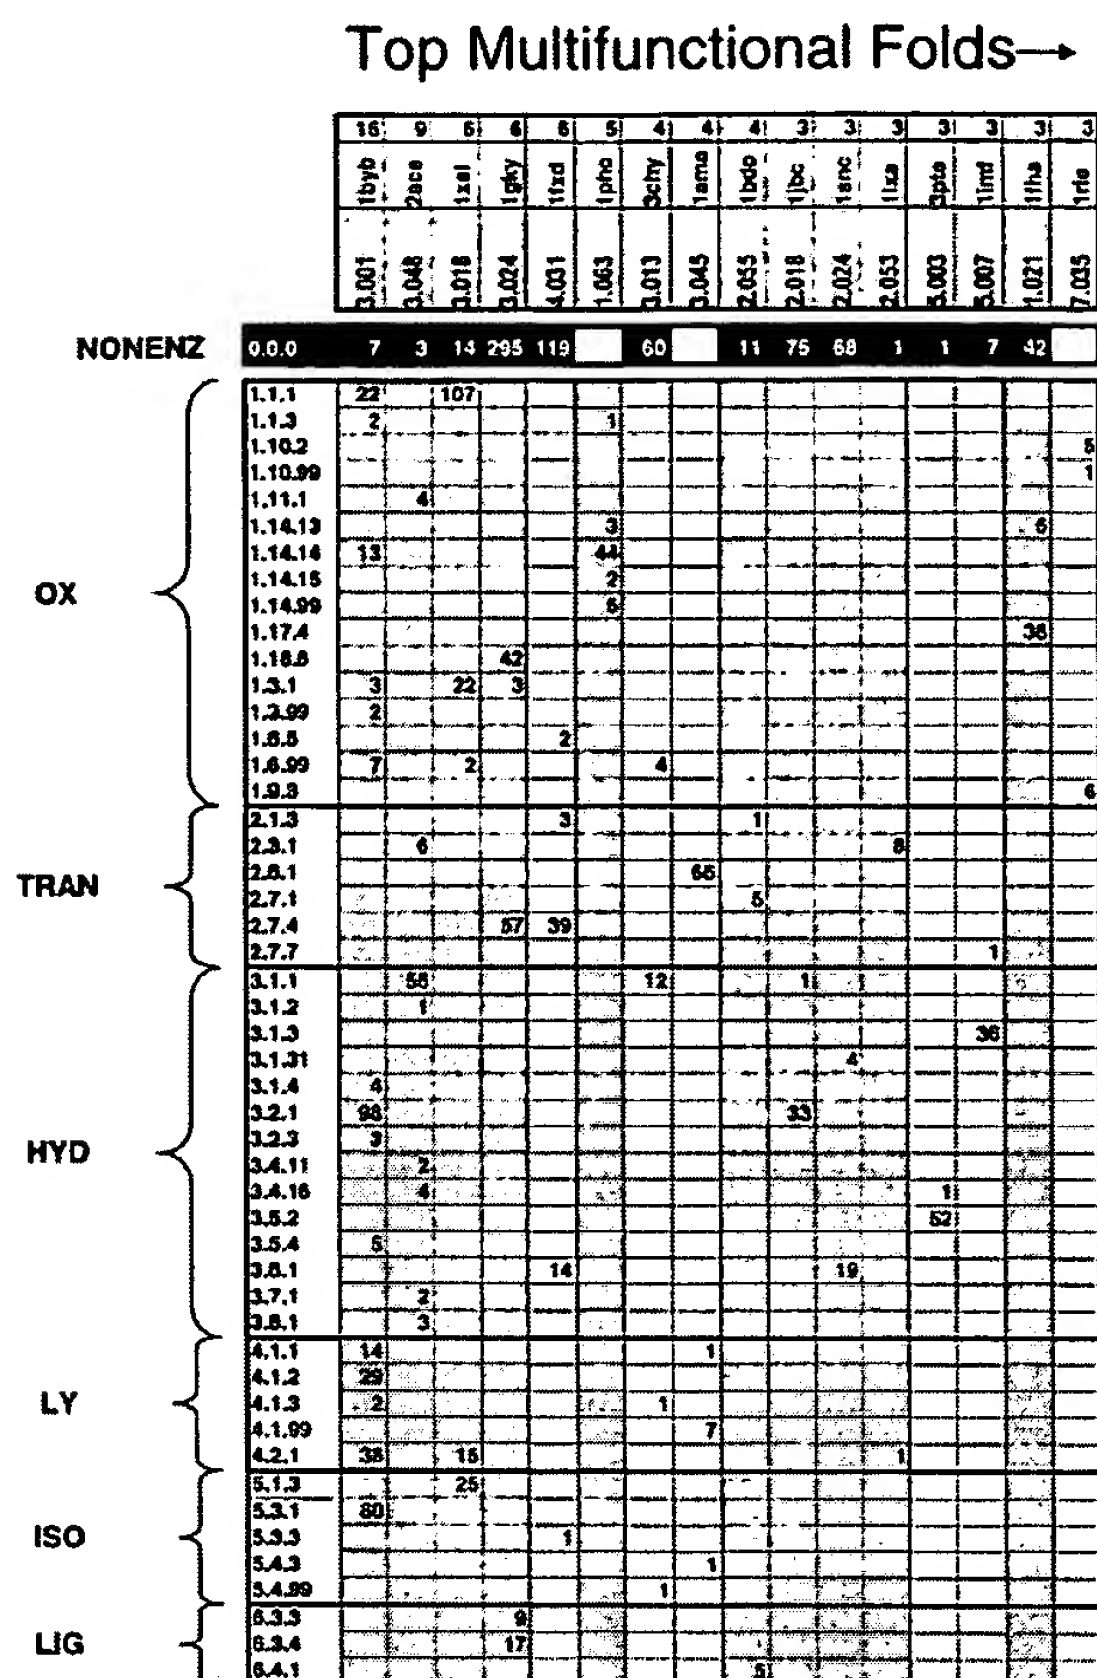 Top Multifunctional Folds→
16 9 6 6 6 5 4 4 4 3 3 3 3 3 3 3
1byb 2ace 1xel 1gky 1fxd 1phc 3chy 1ama 1bdo 1jbc 1snc 1lxa 3pte 1imf 1fha 1rie
3.001 3.048 3.018 3.024 4.031 1.063 3.013 3.045 2.055 2.018 2.024 2.053 5.003 5.007 1.021 7.035
NONENZ 0.0.0 7 3 14 295 119 60 11 75 68 1 1 7 42
OX
1.1.1 22 107
1.1.3 2 1
1.10.2 5
1.10.99 1
1.11.1 4
1.14.13 3 6
1.14.14 13 44
1.14.15 2
1.14.99 5
1.17.4 38
1.18.6 42
1.3.1 3 22 3
1.3.99 2
1.6.5 2
1.6.99 7 2 4
1.9.3 6
TRAN
2.1.3 3 1
2.3.1 6 8
2.6.1 66
2.7.1 5
2.7.4 57 39
2.7.7 1
HYD
3.1.1 56 12 1
3.1.2 1
3.1.3 36
3.1.31 4
3.1.4 4
3.2.1 98 33
3.2.3 3
3.4.11 2
3.4.16 4 1
3.5.2 52
3.5.4 5
3.6.1 14 19
3.7.1 2
3.8.1 3
LY
4.1.1 14 1
4.1.2 29
4.1.3 2 1
4.1.99 7
4.2.1 38 15 1
ISO
5.1.3 25
5.3.1 80
5.3.3 1
5.4.3 1
5.4.99 1
LIG
6.3.3 9
6.3.4 17
6.4.1 5